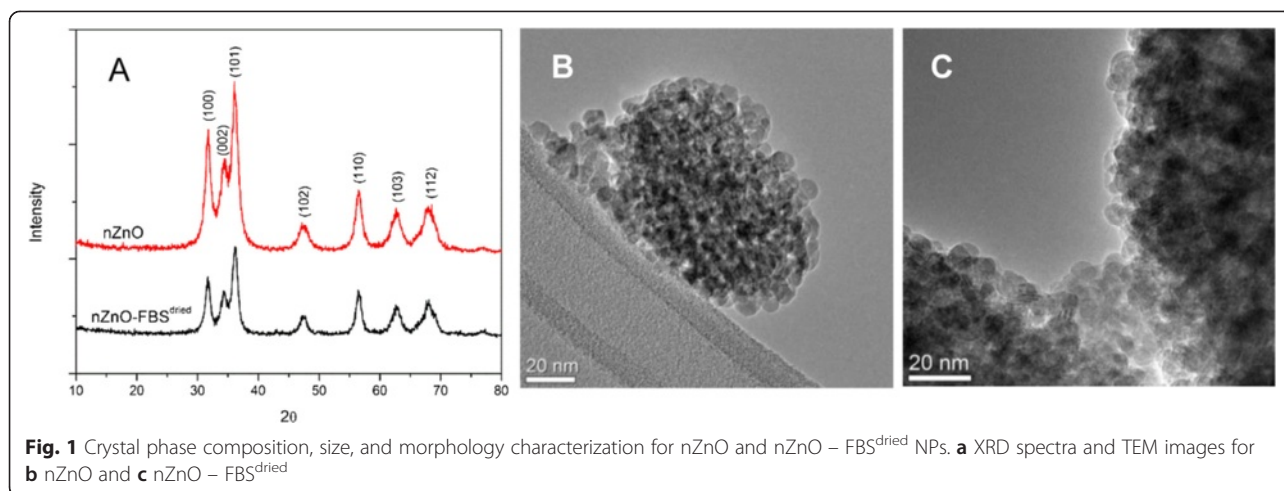 A
(100)
(002)
(101)
(102)
(110)
(103)
(112)
nZnO
nZnO-FBS^dried
Intensity
10 20 30 40 50 60 70 80
2θ
B
20 nm
C
20 nm
Fig. 1 Crystal phase composition, size, and morphology characterization for nZnO and nZnO – FBS^dried NPs. a XRD spectra and TEM images for
b nZnO and c nZnO – FBS^dried